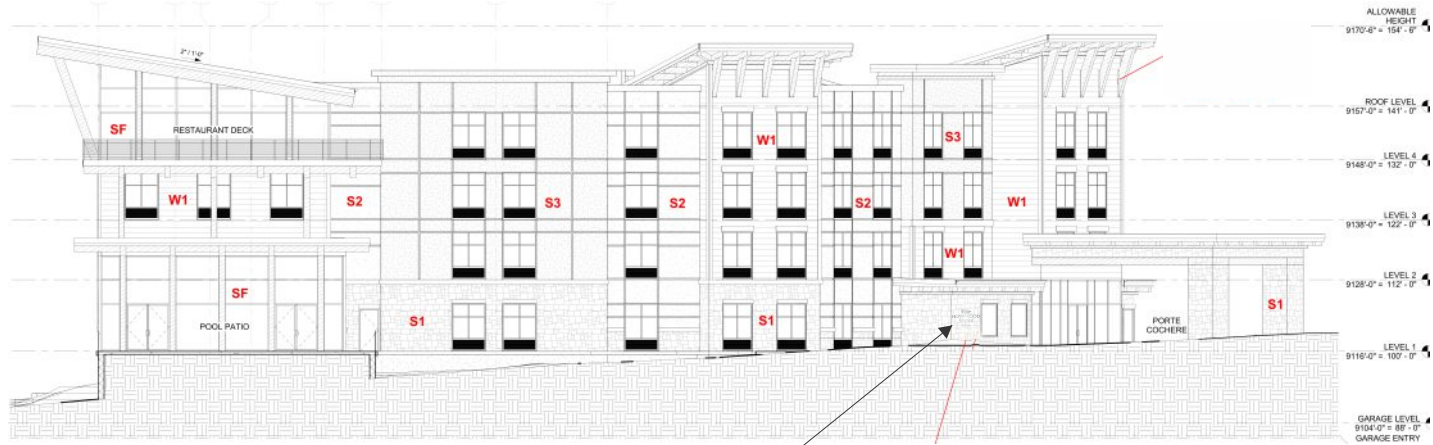 ALLOWABLE
HEIGHT
9170'-6" = 154' - 6"
2" / 1'-0"
ROOF LEVEL
9157'-0" = 141' - 0"
SF
RESTAURANT DECK
W1
S3
LEVEL 4
9148'-0" = 132' - 0"
W1
S2
S3
S2
S2
W1
LEVEL 3
9138'-0" = 122' - 0"
W1
LEVEL 2
9128'-0" = 112' - 0"
SF
S1
S1
S1
POOL PATIO
PORTE
COCHERE
LEVEL 1
9116'-0" = 100' - 0"
GARAGE LEVEL
9104'-0" = 88' - 0"
GARAGE ENTRY